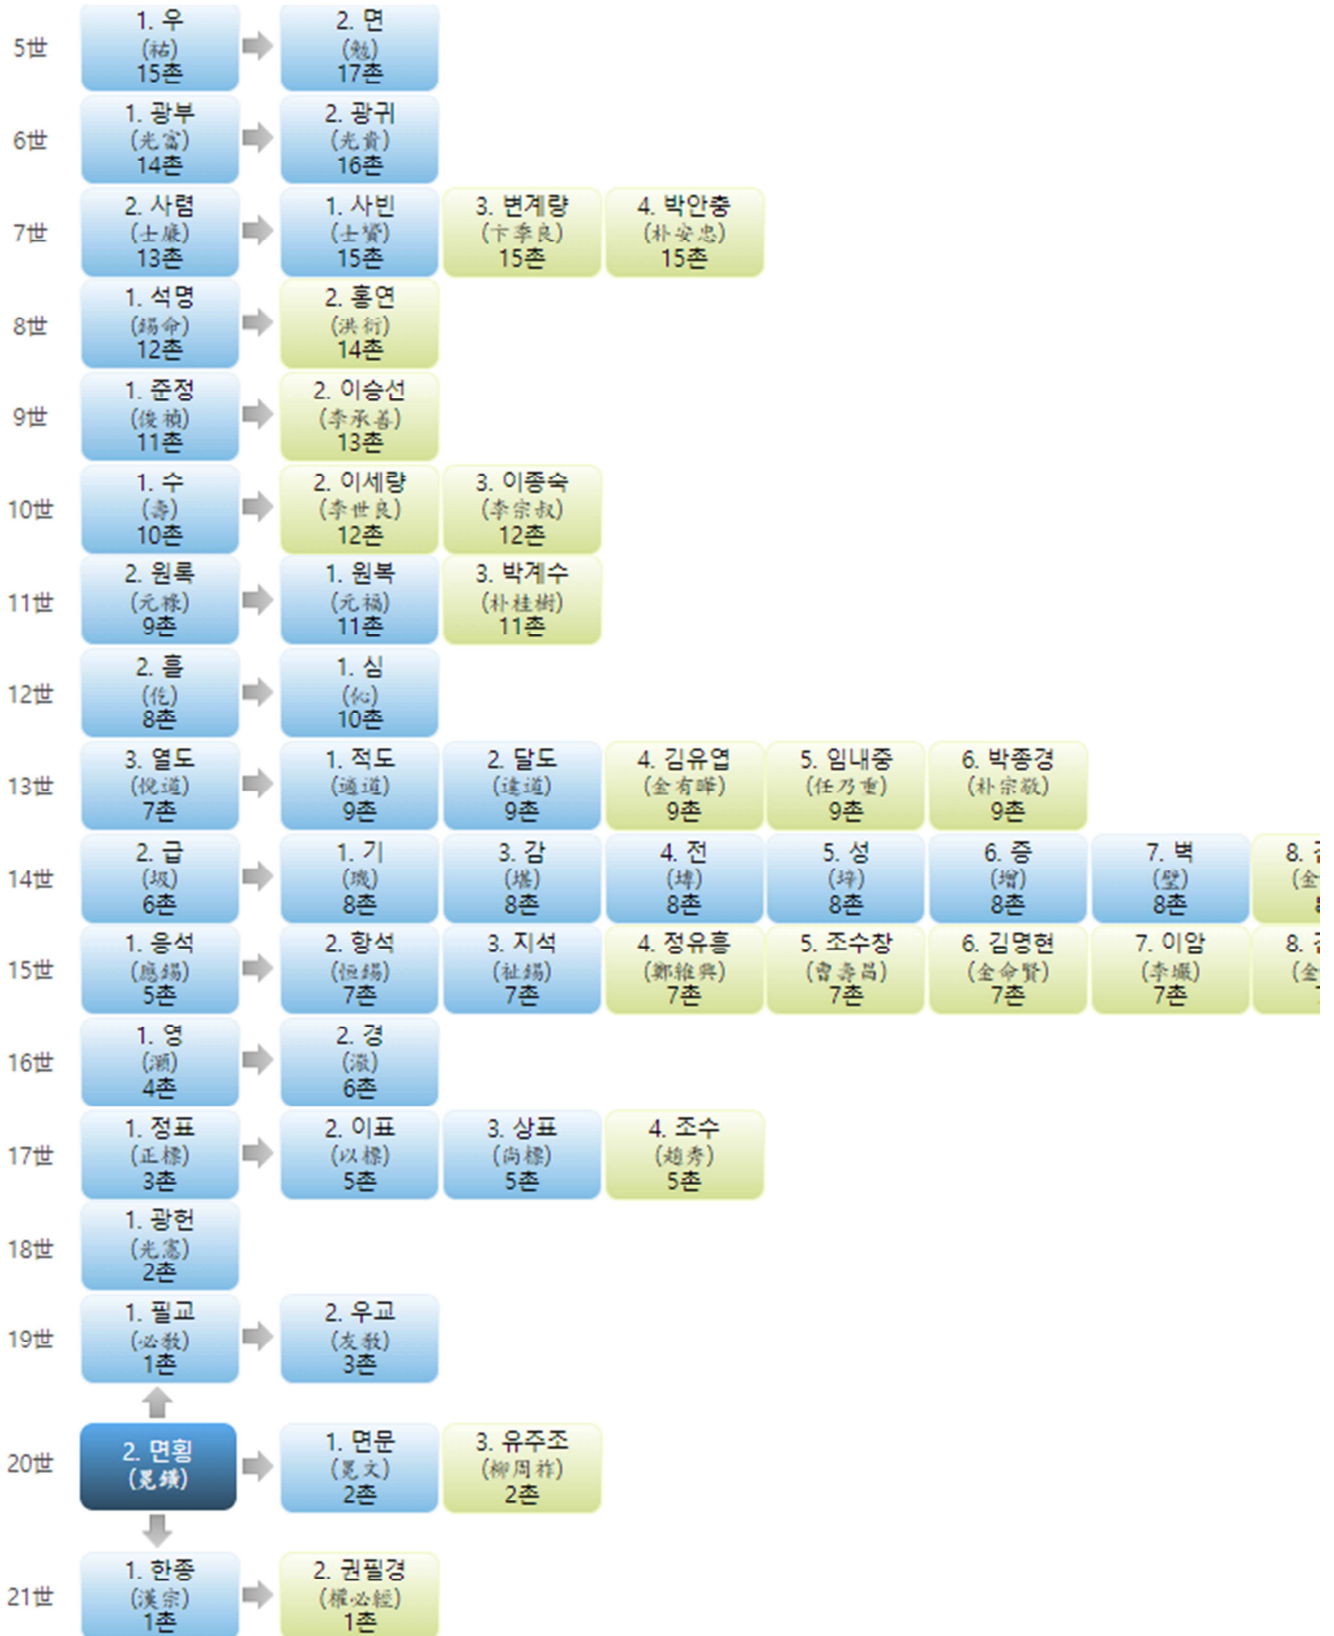 5世
1. 우
(祐)
15촌
2. 면
(勉)
17촌
6世
1. 광부
(光富)
14촌
2. 광귀
(光貴)
16촌
7世
2. 사렴
(士廉)
13촌
1. 사빈
(士贇)
15촌
3. 변계량
(卞季良)
15촌
4. 박안충
(朴安忠)
15촌
8世
1. 석명
(錫命)
12촌
2. 홍연
(洪衍)
14촌
9世
1. 준정
(俊禎)
11촌
2. 이승선
(李承善)
13촌
10世
1. 수
(壽)
10촌
2. 이세량
(李世良)
12촌
3. 이종숙
(李宗叔)
12촌
11世
2. 원록
(元祿)
9촌
1. 원복
(元福)
11촌
3. 박계수
(朴桂樹)
11촌
12世
2. 흘
(仡)
8촌
1. 심
(伈)
10촌
13世
3. 열도
(悅道)
7촌
1. 적도
(適道)
9촌
2. 달도
(達道)
9촌
4. 김유엽
(金有曄)
9촌
5. 임내중
(任乃重)
9촌
6. 박종경
(朴宗敬)
9촌
14世
2. 급
(圾)
6촌
1. 기
8촌
3. 감
(堪)
8촌
4. 전
(塼)
8촌
5. 성
8촌
6. 증
(增)
8촌
7. 벽
(壁)
8촌
8.
(金
15世
1. 응석
(應錫)
5촌
2. 항석
(恒錫)
7촌
3. 지석
(祉錫)
7촌
4. 정유흥
(鄭維興)
7촌
5. 조수창
(曺壽昌)
7촌
6. 김명현
(金命賢)
7촌
7. 이암
7촌
8.
(金
16世
1. 영
(灝)
4촌
2. 경
6촌
17世
1. 정표
(正標)
3촌
2. 이표
(以標)
5촌
3. 상표
(尙標)
5촌
4. 조수
(趙秀)
5촌
18世
1. 광헌
(光憲)
2촌
19世
1. 필교
(必敎)
1촌
2. 우교
(友敎)
3촌
20世
2. 면횡
(冕鐄)
1. 면문
(冕文)
2촌
3. 유주조
(柳周祚)
2촌
21世
1. 한종
(漢宗)
1촌
2. 권필경
(權必經)
1촌